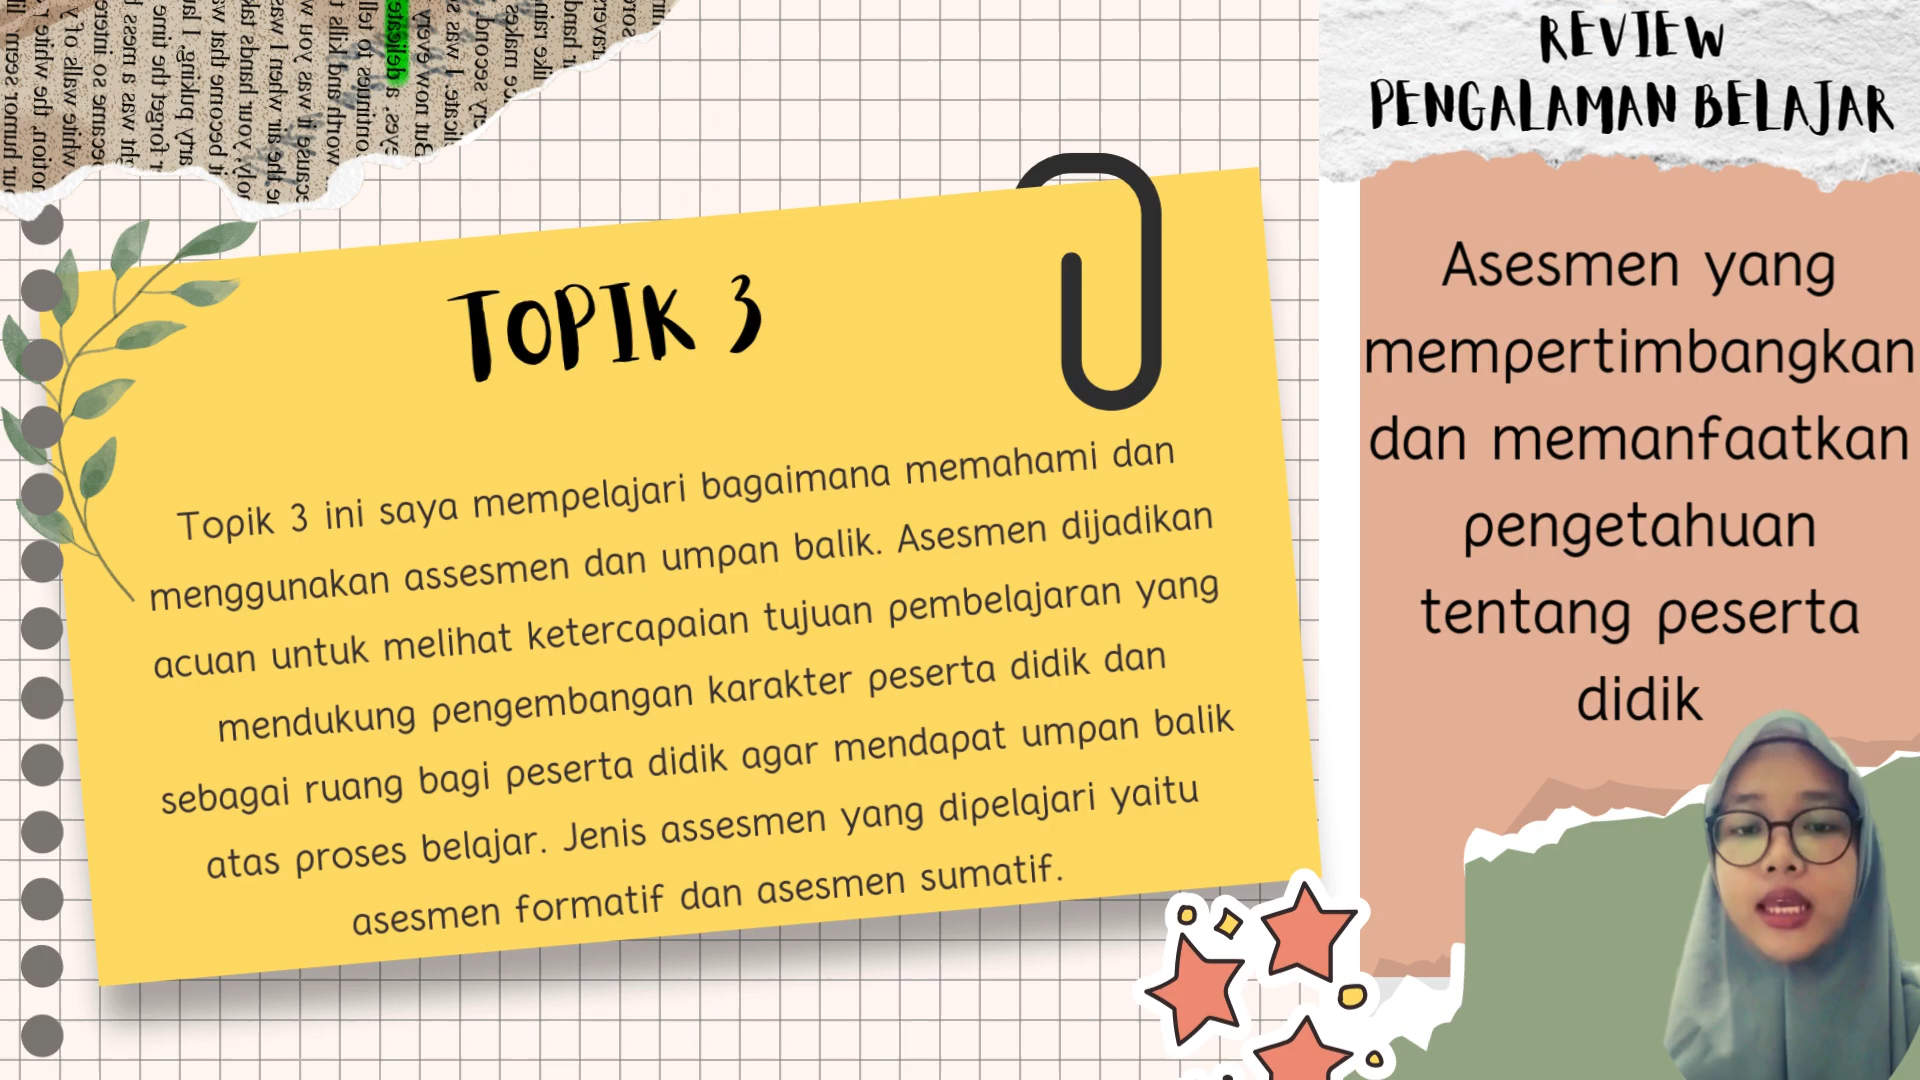 REVIEW
PENGALAMAN BELAJAR
TOPIK 3
Topik 3 ini saya mempelajari bagaimana memahami dan
menggunakan assesmen dan umpan balik. Asesmen dijadikan
acuan untuk melihat ketercapaian tujuan pembelajaran yang
mendukung pengembangan karakter peserta didik dan
sebagai ruang bagi peserta didik agar mendapat umpan balik
atas proses belajar. Jenis assesmen yang dipelajari yaitu
asesmen formatif dan asesmen sumatif.
Asesmen yang
mempertimbangkan
dan memanfaatkan
pengetahuan
tentang peserta
didik